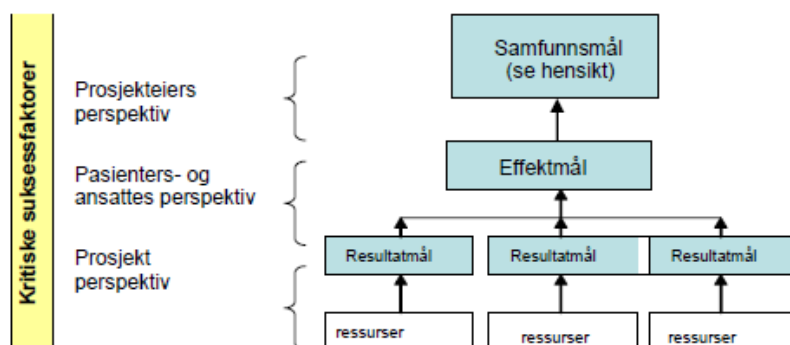 Kritiske suksessfaktorer
Samfunnsmål
(se hensikt)
Prosjekteiers
perspektiv
Effektmål
Pasienters- og
ansattes perspektiv
Prosjekt
perspektiv
Resultatmål
Resultatmål
Resultatmål
ressurser
ressurser
ressurser